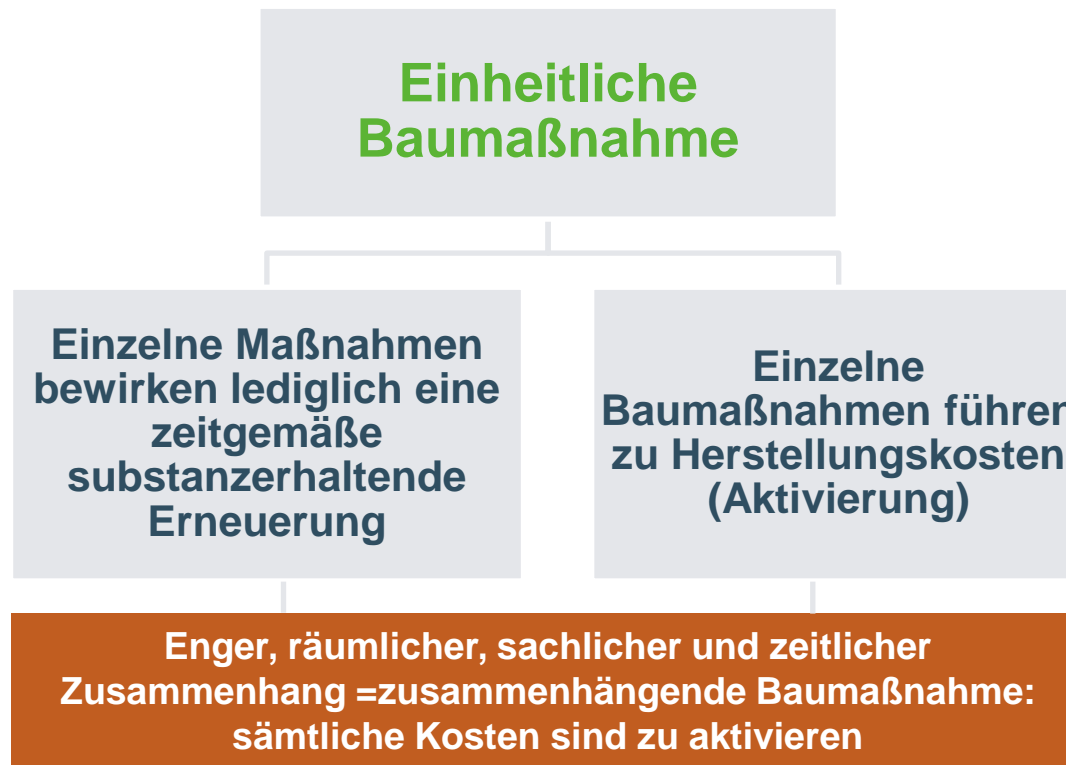 Einheitliche
Baumaßnahme
Einzelne Maßnahmen
bewirken lediglich eine
zeitgemäße
substanzerhaltende
Erneuerung
Einzelne
Baumaßnahmen führen
zu Herstellungskosten
(Aktivierung)
Enger, räumlicher, sachlicher und zeitlicher
Zusammenhang =zusammenhängende Baumaßnahme:
sämtliche Kosten sind zu aktivieren